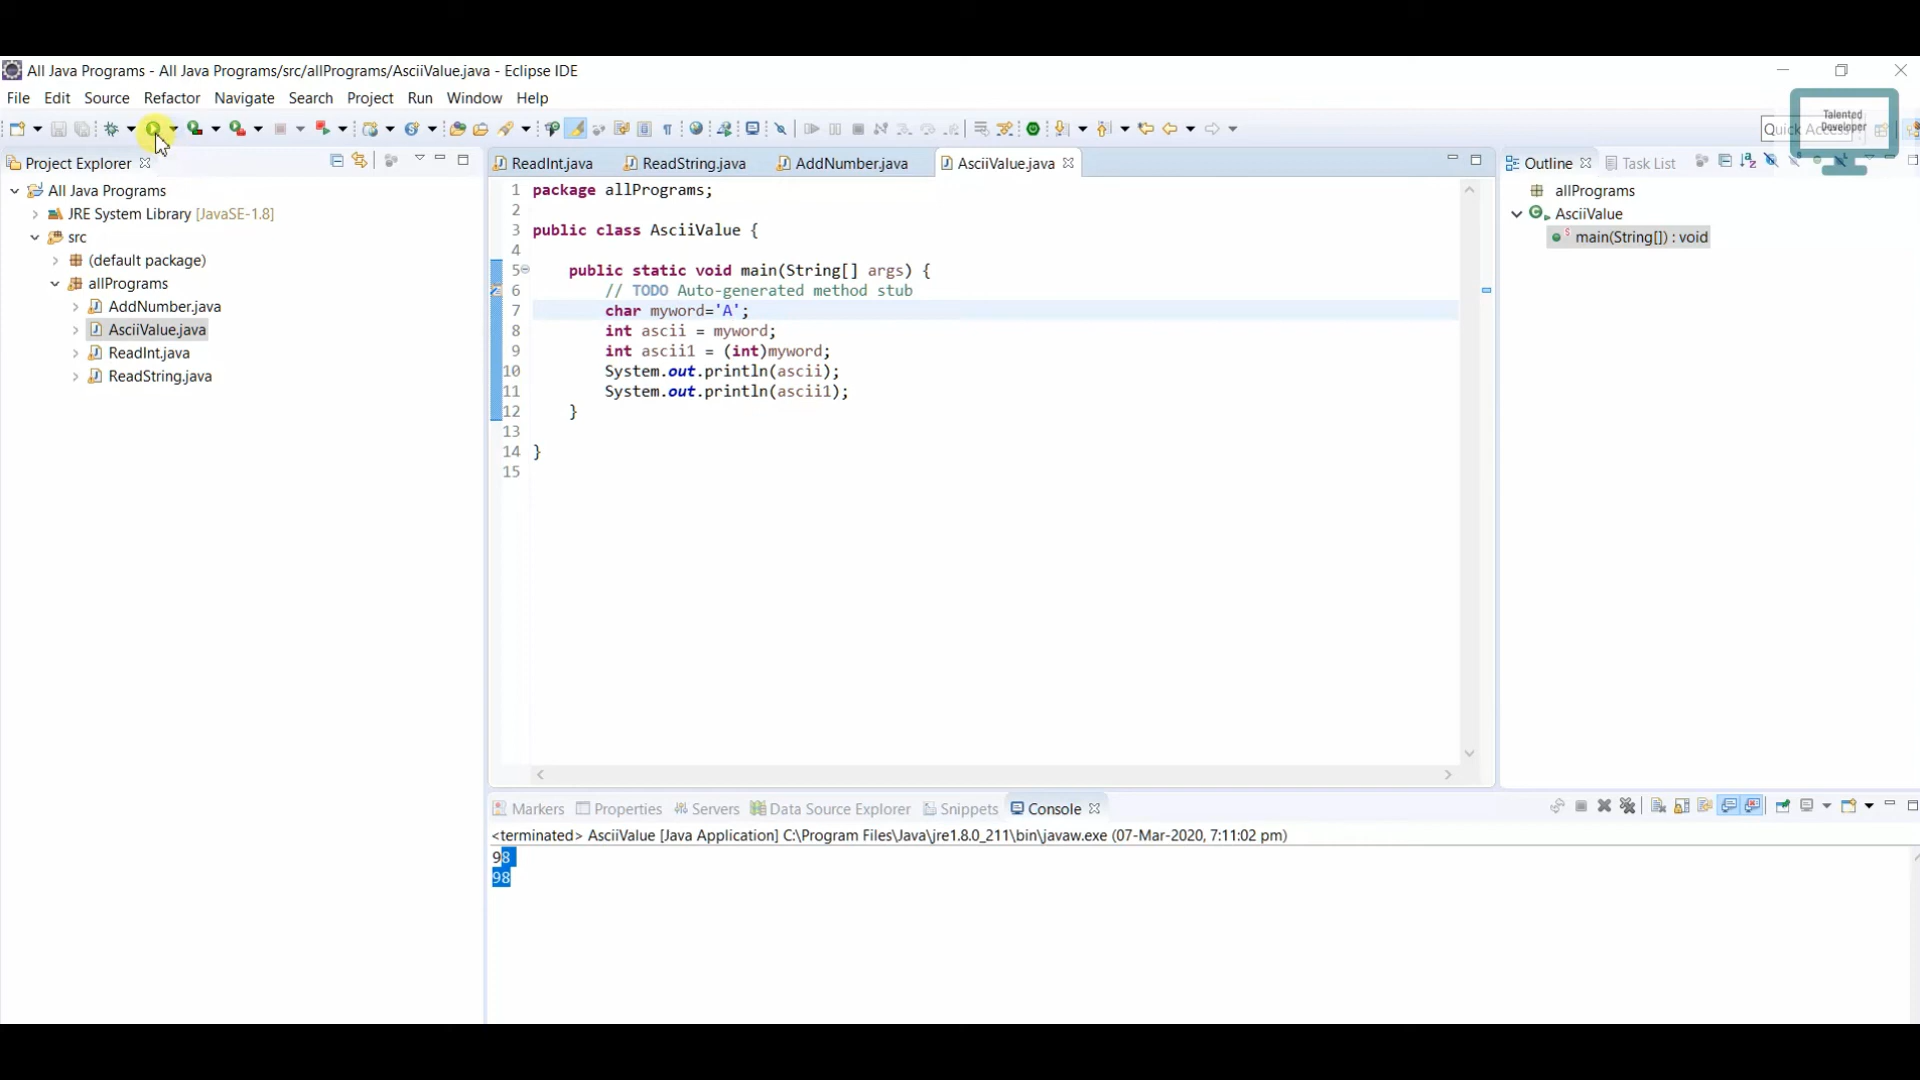 All Java Programs - All Java Programs/src/allPrograms/AsciiValue.java - Eclipse IDE
File Edit Source Refactor Navigate Search Project Run Window Help
Talented
Developer
Quick Access
Project Explorer
All Java Programs
JRE System Library [JavaSE-1.8]
src
(default package)
allPrograms
AddNumber.java
AsciiValue.java
ReadInt.java
ReadString.java
ReadInt.java ReadString.java AddNumber.java AsciiValue.java
1 package allPrograms;
2
3 public class AsciiValue {
4
5 public static void main(String[] args) {
6 // TODO Auto-generated method stub
7 char myword='A';
8 int ascii = myword;
9 int ascii1 = (int)myword;
10 System.out.println(ascii);
11 System.out.println(ascii1);
12 }
13
14 }
15
Outline Task List
allPrograms
AsciiValue
main(String[]) : void
Markers Properties Servers Data Source Explorer Snippets Console
<terminated> AsciiValue [Java Application] C:\Program Files\Java\jre1.8.0_211\bin\javaw.exe (07-Mar-2020, 7:11:02 pm)
98
98